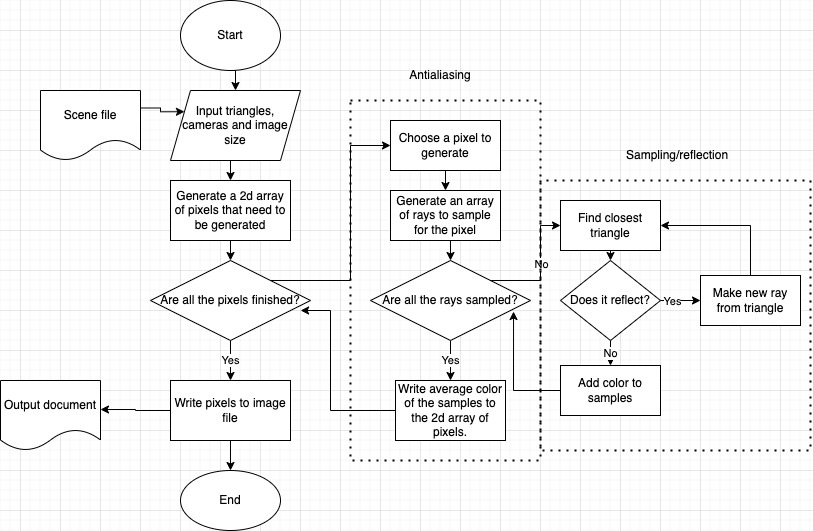 Start
Antialiasing
Scene file
Input triangles,
cameras and image
size
Choose a pixel to
generate
Sampling/reflection
Generate a 2d array
of pixels that need to
be generated
Generate an array
of rays to sample
for the pixel
Find closest
triangle
No
Are all the pixels finished?
Are all the rays sampled?
Does it reflect?
Yes
Make new ray
from triangle
Yes
Yes
No
Output document
Write pixels to image
file
Write average color
of the samples to
the 2d array of
pixels.
Add color to
samples
End